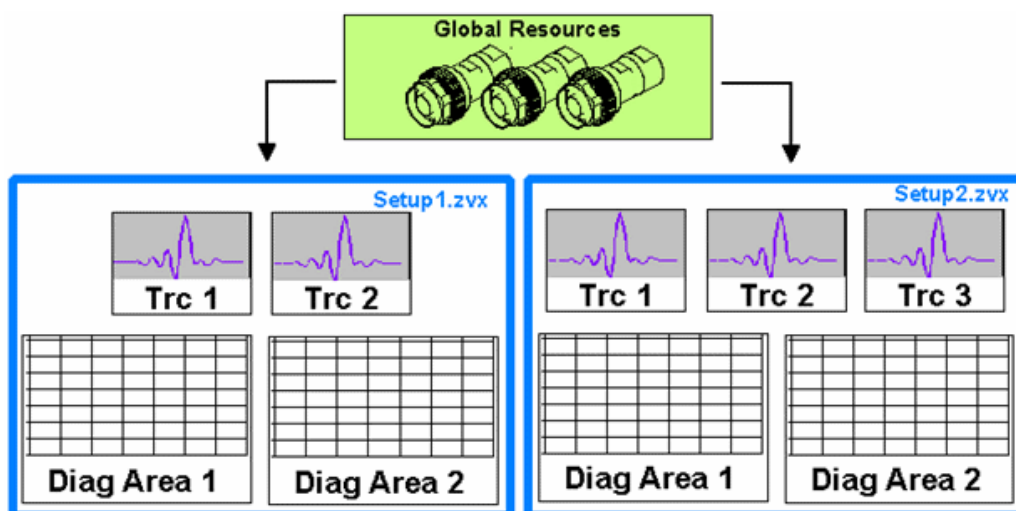 Global Resources
Setup1.zvx
Trc 1
Trc 2
Diag Area 1
Diag Area 2
Setup2.zvx
Trc 1
Trc 2
Trc 3
Diag Area 1
Diag Area 2